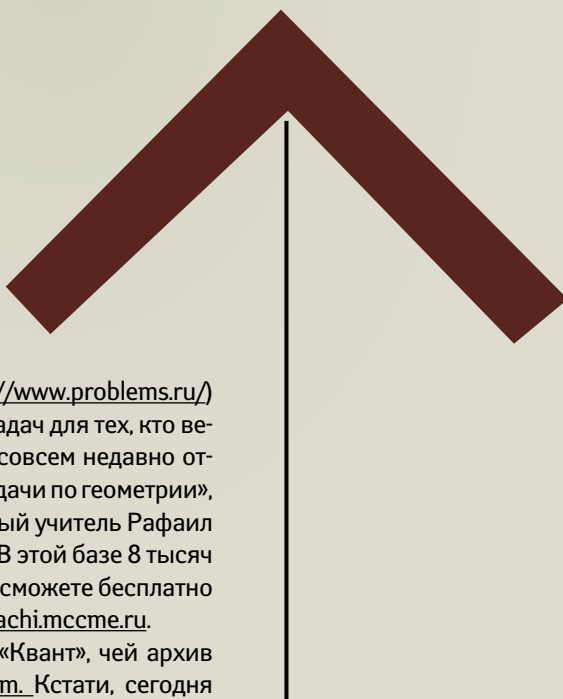 //www.problems.ru/)
адач для тех, кто ве-
совсем недавно от-
дачи по геометрии»,
ый учитель Рафаил
В этой базе 8 тысяч
сможете бесплатно
achi.mccme.ru.
«Квант», чей архив
m. Кстати, сегодня